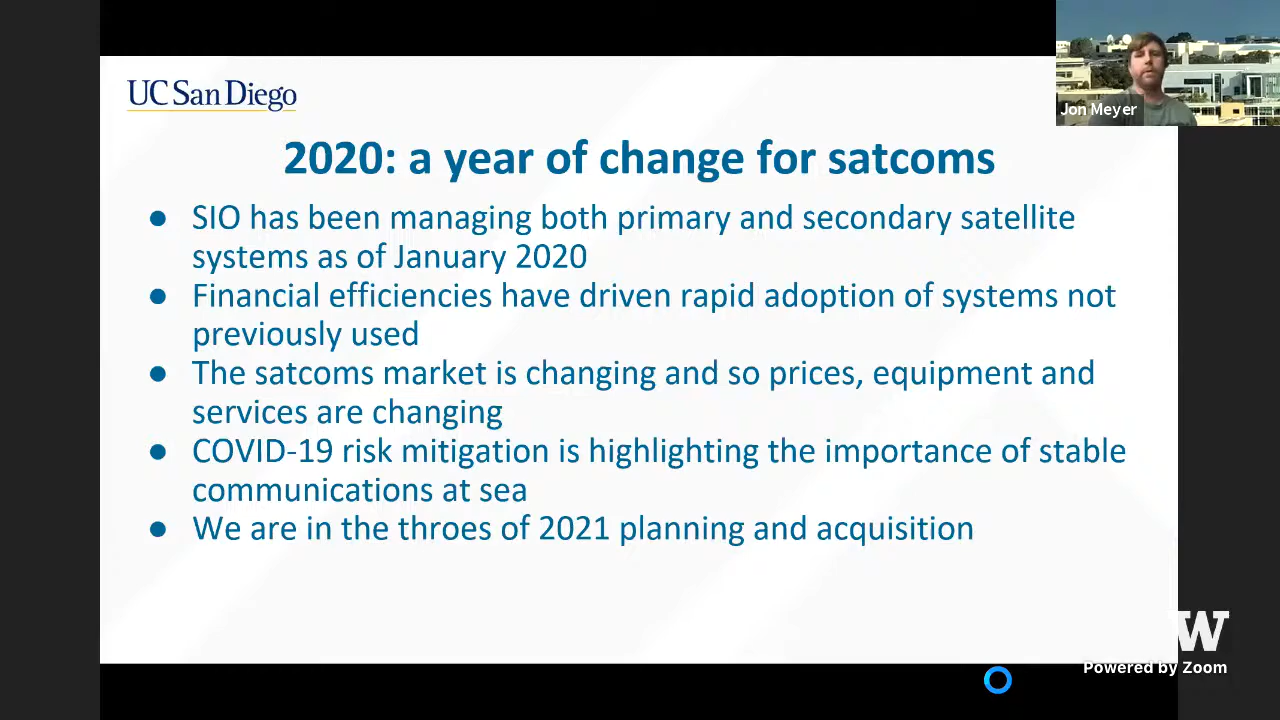 UC San Diego
Jon Meyer
2020: a year of change for satcoms
● SIO has been managing both primary and secondary satellite
systems as of January 2020
● Financial efficiencies have driven rapid adoption of systems not
previously used
● The satcoms market is changing and so prices, equipment and
services are changing
● COVID-19 risk mitigation is highlighting the importance of stable
communications at sea
● We are in the throes of 2021 planning and acquisition
W
Powered by Zoom